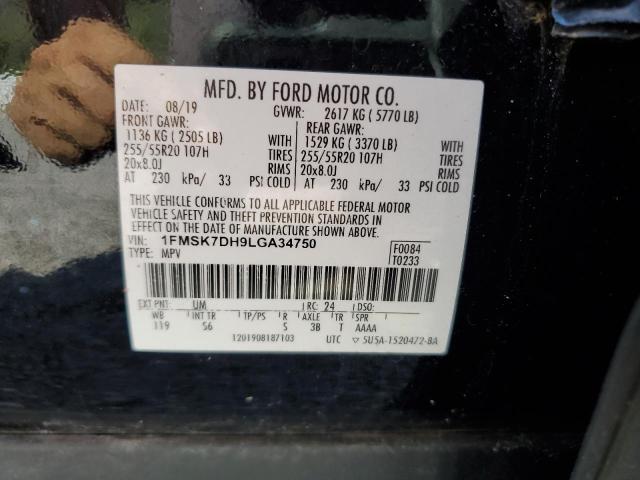 MFD. BY FORD MOTOR CO.
DATE: 08/19 GVWR: 2617 KG ( 5770 LB)
FRONT GAWR: REAR GAWR:
1136 KG ( 2505 LB) WITH 1529 KG ( 3370 LB) WITH
255/55R20 107H TIRES 255/55R20 107H TIRES
20x8.0J RIMS 20x8.0J RIMS
AT 230 kPa/ 33 PSI COLD AT 230 kPa/ 33 PSI COLD
THIS VEHICLE CONFORMS TO ALL APPLICABLE FEDERAL MOTOR
VEHICLE SAFETY AND THEFT PREVENTION STANDARDS IN
EFFECT ON THE DATE OF MANUFACTURE SHOWN ABOVE.
VIN: 1FMSK7DH9LGA34750 F0084
TYPE: MPV T0233
EXT PNT: UM RC: 24 DSO:
WB INT TR TP/PS R AXLE TR SPR
119 S6 S 3B T AAAA
1201908187103 UTC ▽ 5U5A-1520472-BA